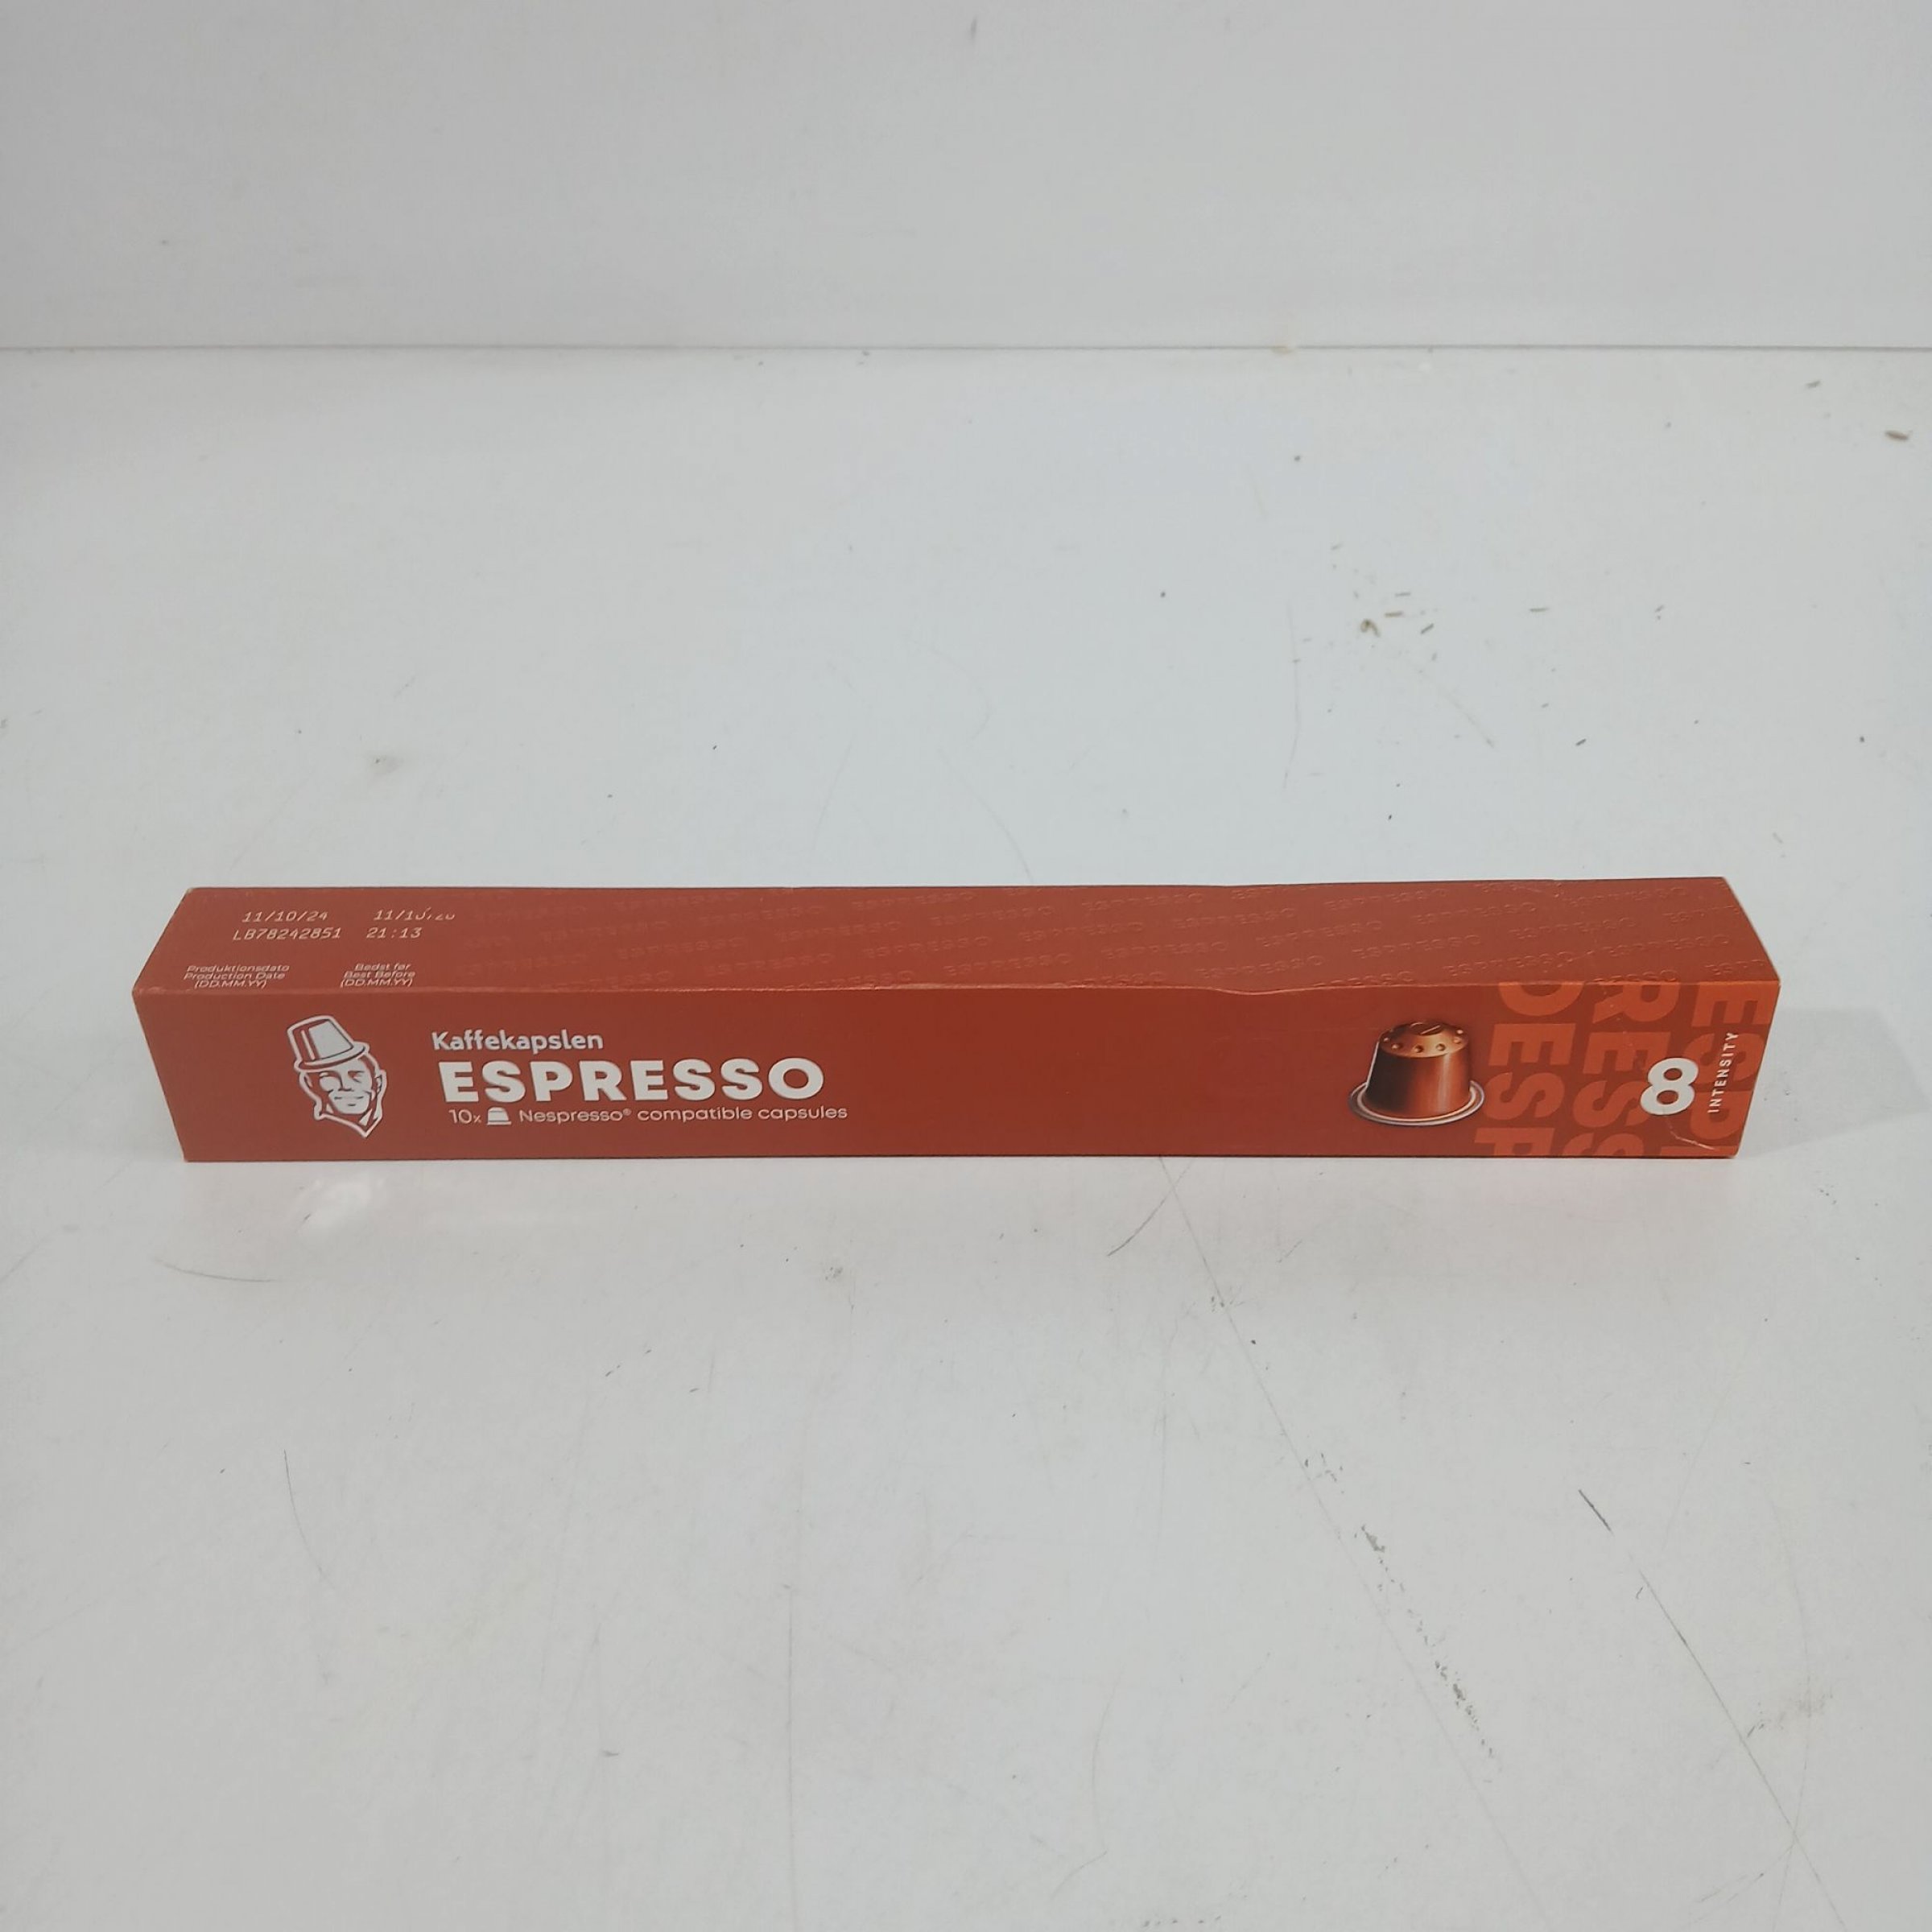 11/10/24
LB78242851 21:13
Produktionsdato
Production Date
(DD.MM.YY)
Bedst før
Best Before
(DD.MM.YY)
Kaffekapslen
ESPRESSO
10x Nespresso® compatible capsules
8
INTENSITY